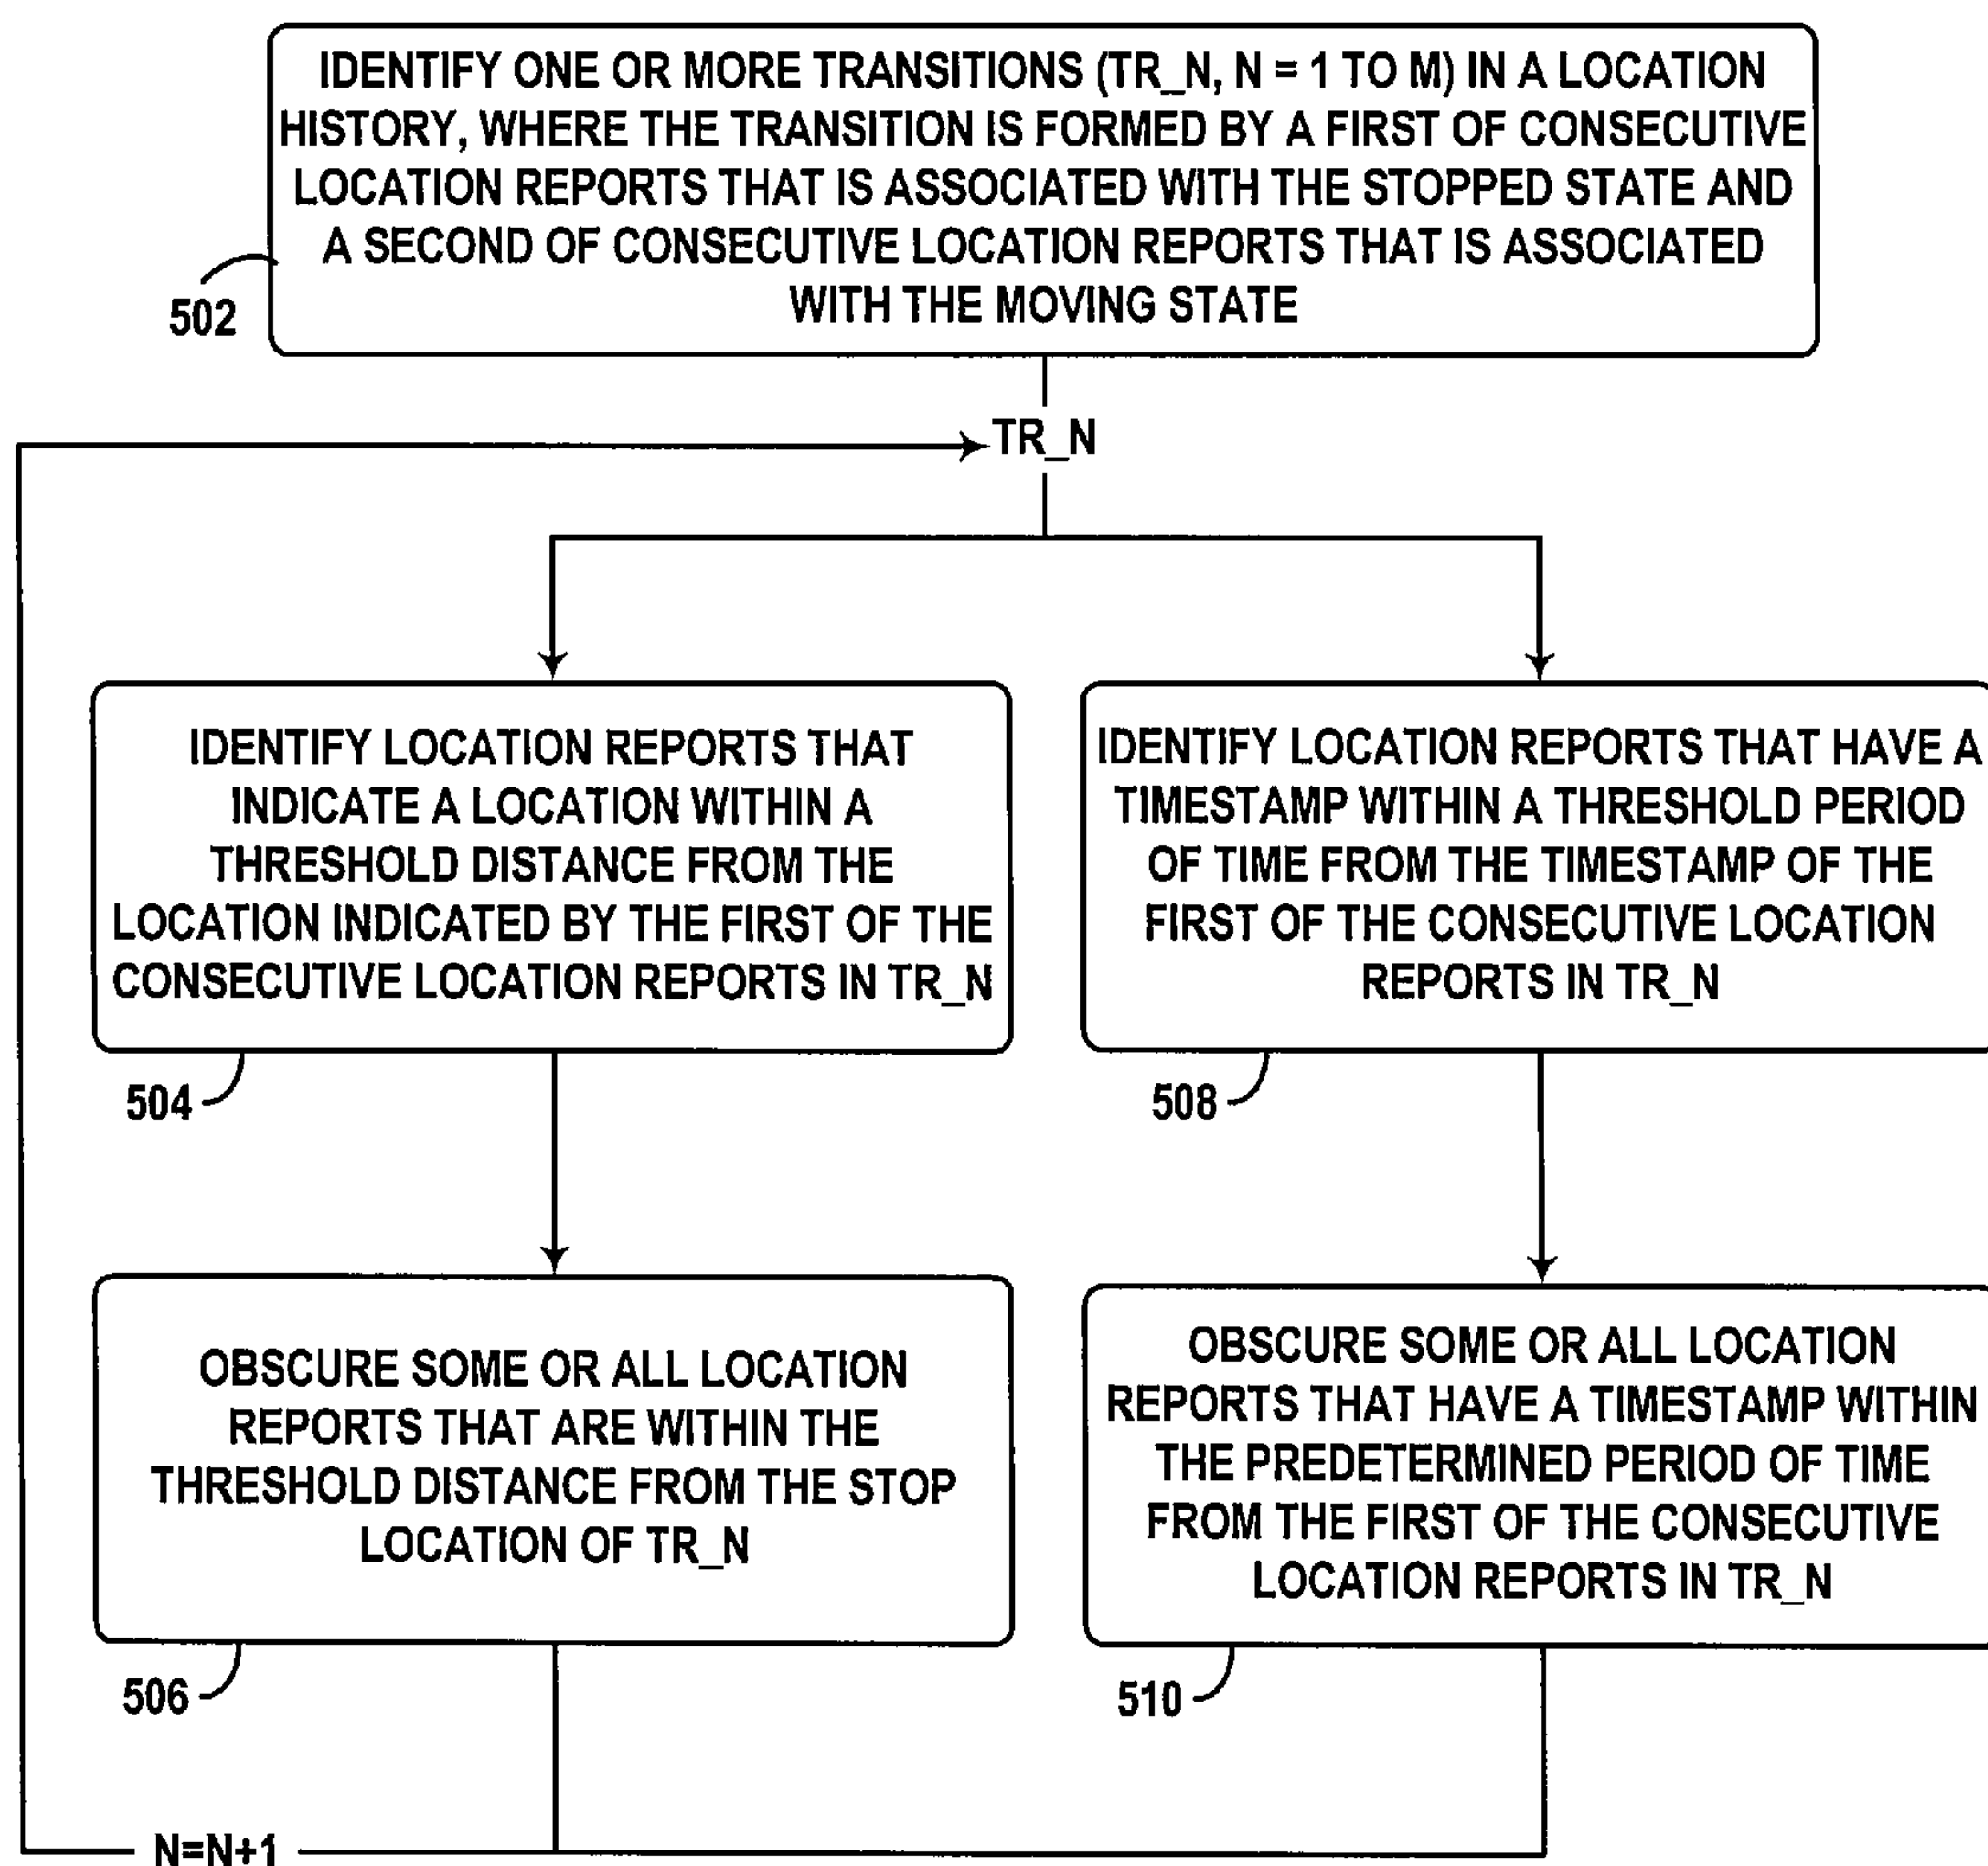 IDENTIFY ONE OR MORE TRANSITIONS (TR_N, N = 1 TO M) IN A LOCATION
HISTORY, WHERE THE TRANSITION IS FORMED BY A FIRST OF CONSECUTIVE
LOCATION REPORTS THAT IS ASSOCIATED WITH THE STOPPED STATE AND
A SECOND OF CONSECUTIVE LOCATION REPORTS THAT IS ASSOCIATED
WITH THE MOVING STATE
502
TR_N
IDENTIFY LOCATION REPORTS THAT
INDICATE A LOCATION WITHIN A
THRESHOLD DISTANCE FROM THE
LOCATION INDICATED BY THE FIRST OF THE
CONSECUTIVE LOCATION REPORTS IN TR_N
504
IDENTIFY LOCATION REPORTS THAT HAVE A
TIMESTAMP WITHIN A THRESHOLD PERIOD
OF TIME FROM THE TIMESTAMP OF THE
FIRST OF THE CONSECUTIVE LOCATION
REPORTS IN TR_N
508
OBSCURE SOME OR ALL LOCATION
REPORTS THAT ARE WITHIN THE
THRESHOLD DISTANCE FROM THE STOP
LOCATION OF TR_N
506
OBSCURE SOME OR ALL LOCATION
REPORTS THAT HAVE A TIMESTAMP WITHIN
THE PREDETERMINED PERIOD OF TIME
FROM THE FIRST OF THE CONSECUTIVE
LOCATION REPORTS IN TR_N
510
N=N+1